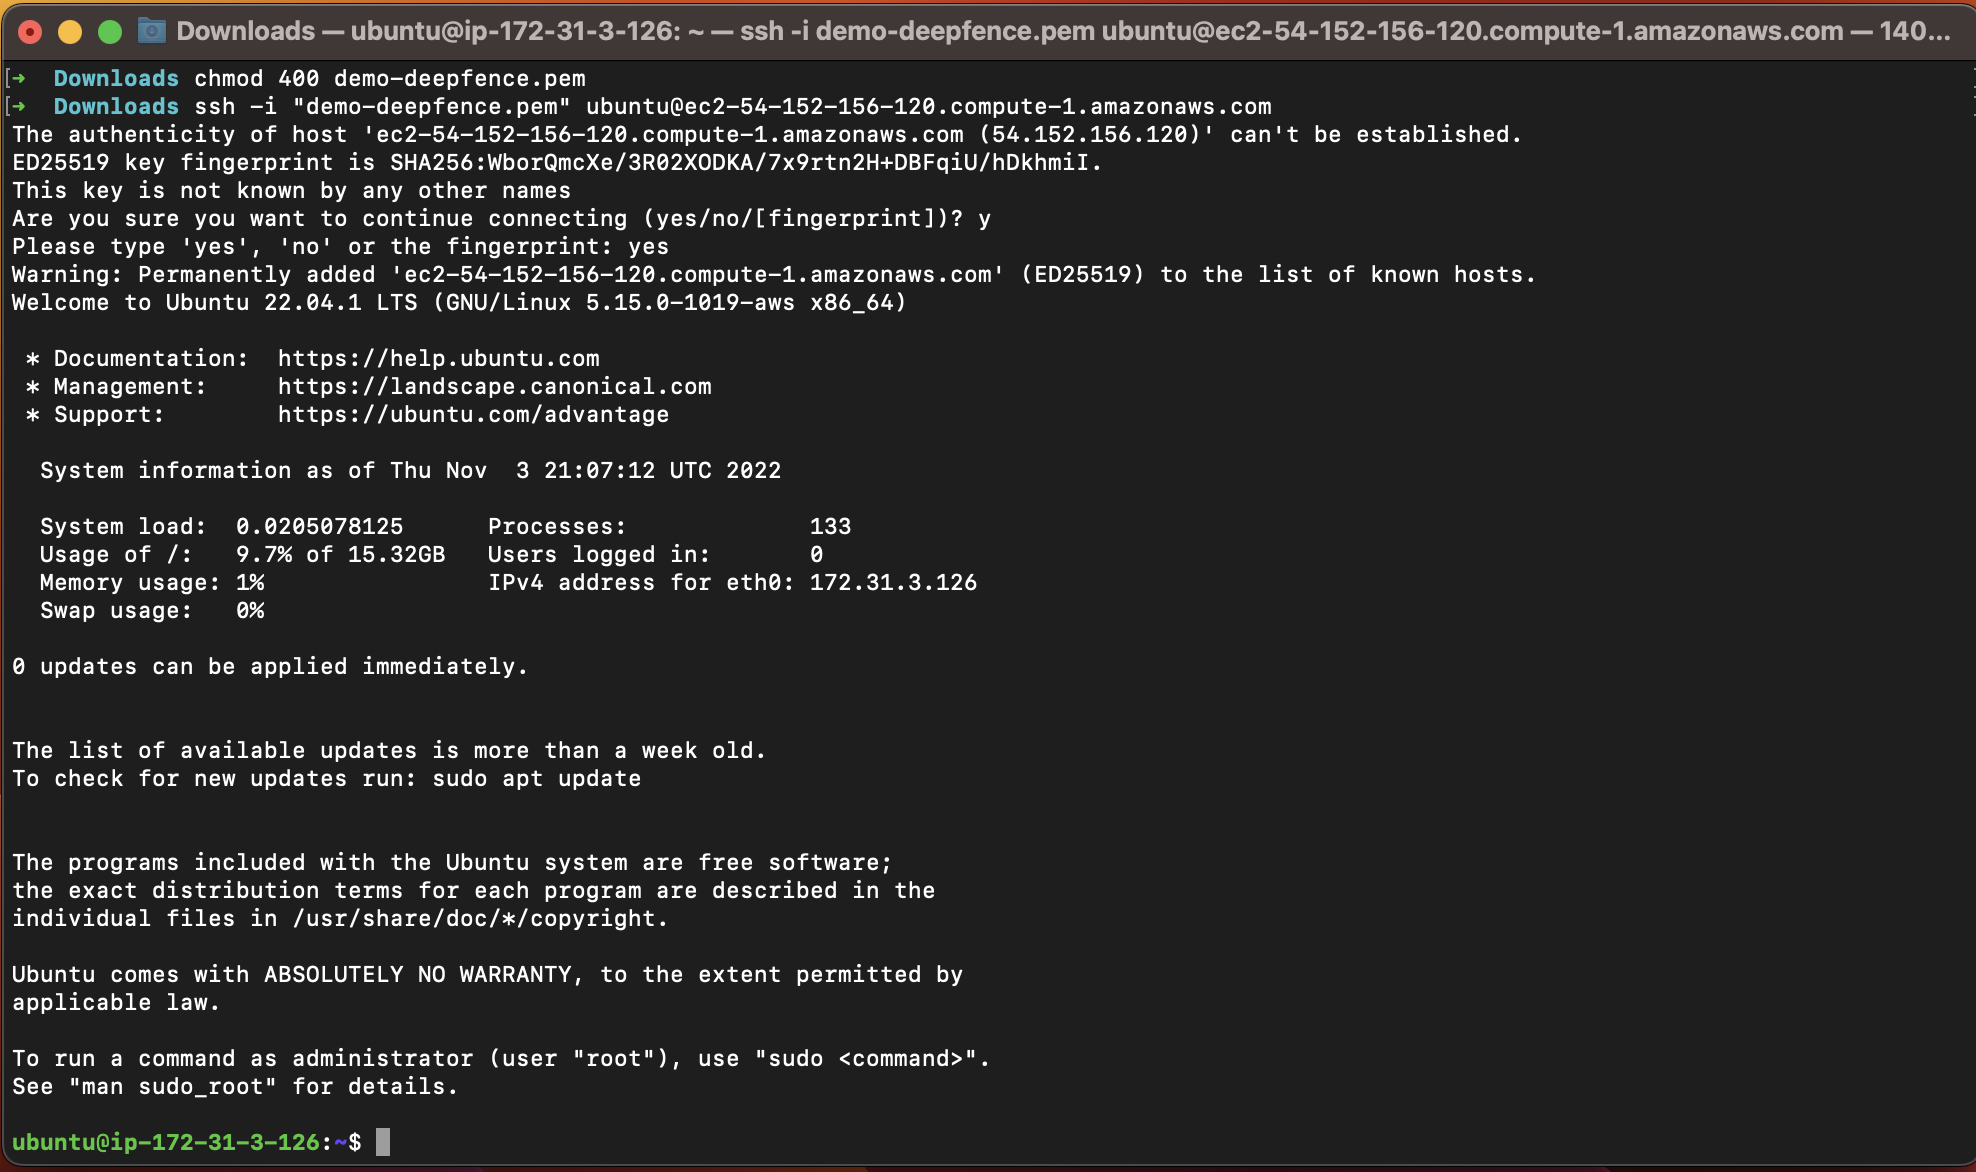 Downloads — ubuntu@ip-172-31-3-126: ~ — ssh -i demo-deepfence.pem ubuntu@ec2-54-152-156-120.compute-1.amazonaws.com — 140...
[➜  Downloads chmod 400 demo-deepfence.pem
[➜  Downloads ssh -i "demo-deepfence.pem" ubuntu@ec2-54-152-156-120.compute-1.amazonaws.com
The authenticity of host 'ec2-54-152-156-120.compute-1.amazonaws.com (54.152.156.120)' can't be established.
ED25519 key fingerprint is SHA256:WborQmcXe/3R02XODKA/7x9rtn2H+DBFqiU/hDkhmiI.
This key is not known by any other names
Are you sure you want to continue connecting (yes/no/[fingerprint])? y
Please type 'yes', 'no' or the fingerprint: yes
Warning: Permanently added 'ec2-54-152-156-120.compute-1.amazonaws.com' (ED25519) to the list of known hosts.
Welcome to Ubuntu 22.04.1 LTS (GNU/Linux 5.15.0-1019-aws x86_64)
* Documentation:  https://help.ubuntu.com
* Management:     https://landscape.canonical.com
* Support:        https://ubuntu.com/advantage
System information as of Thu Nov  3 21:07:12 UTC 2022
System load:  0.0205078125      Processes:             133
Usage of /:   9.7% of 15.32GB   Users logged in:       0
Memory usage: 1%                IPv4 address for eth0: 172.31.3.126
Swap usage:   0%
0 updates can be applied immediately.
The list of available updates is more than a week old.
To check for new updates run: sudo apt update
The programs included with the Ubuntu system are free software;
the exact distribution terms for each program are described in the
individual files in /usr/share/doc/*/copyright.
Ubuntu comes with ABSOLUTELY NO WARRANTY, to the extent permitted by
applicable law.
To run a command as administrator (user "root"), use "sudo <command>".
See "man sudo_root" for details.
ubuntu@ip-172-31-3-126:~$